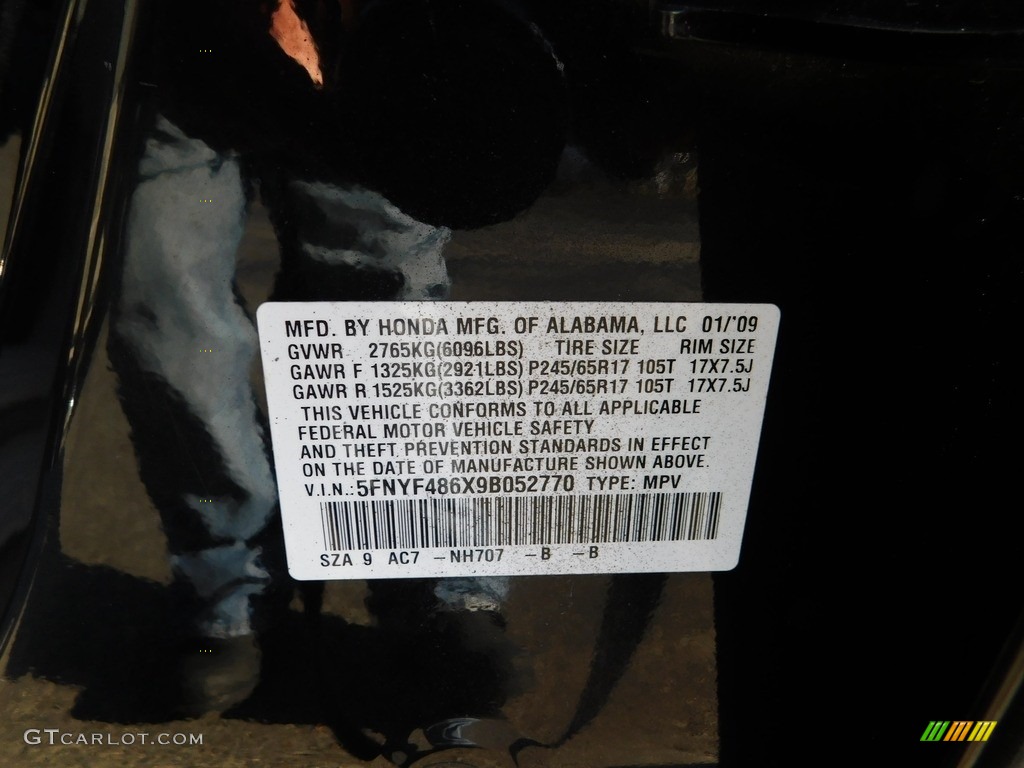 MFD. BY HONDA MFG. OF ALABAMA, LLC 01/'09
GVWR 2765KG(6096LBS) TIRE SIZE RIM SIZE
GAWR F 1325KG(2921LBS) P245/65R17 105T 17X7.5J
GAWR R 1525KG(3362LBS) P245/65R17 105T 17X7.5J
THIS VEHICLE CONFORMS TO ALL APPLICABLE
FEDERAL MOTOR VEHICLE SAFETY
AND THEFT PREVENTION STANDARDS IN EFFECT
ON THE DATE OF MANUFACTURE SHOWN ABOVE.
V.I.N.: 5FNYF486X9B052770 TYPE: MPV
SZA 9 AC7 –NH707 –B –B
GTCARLOT.COM